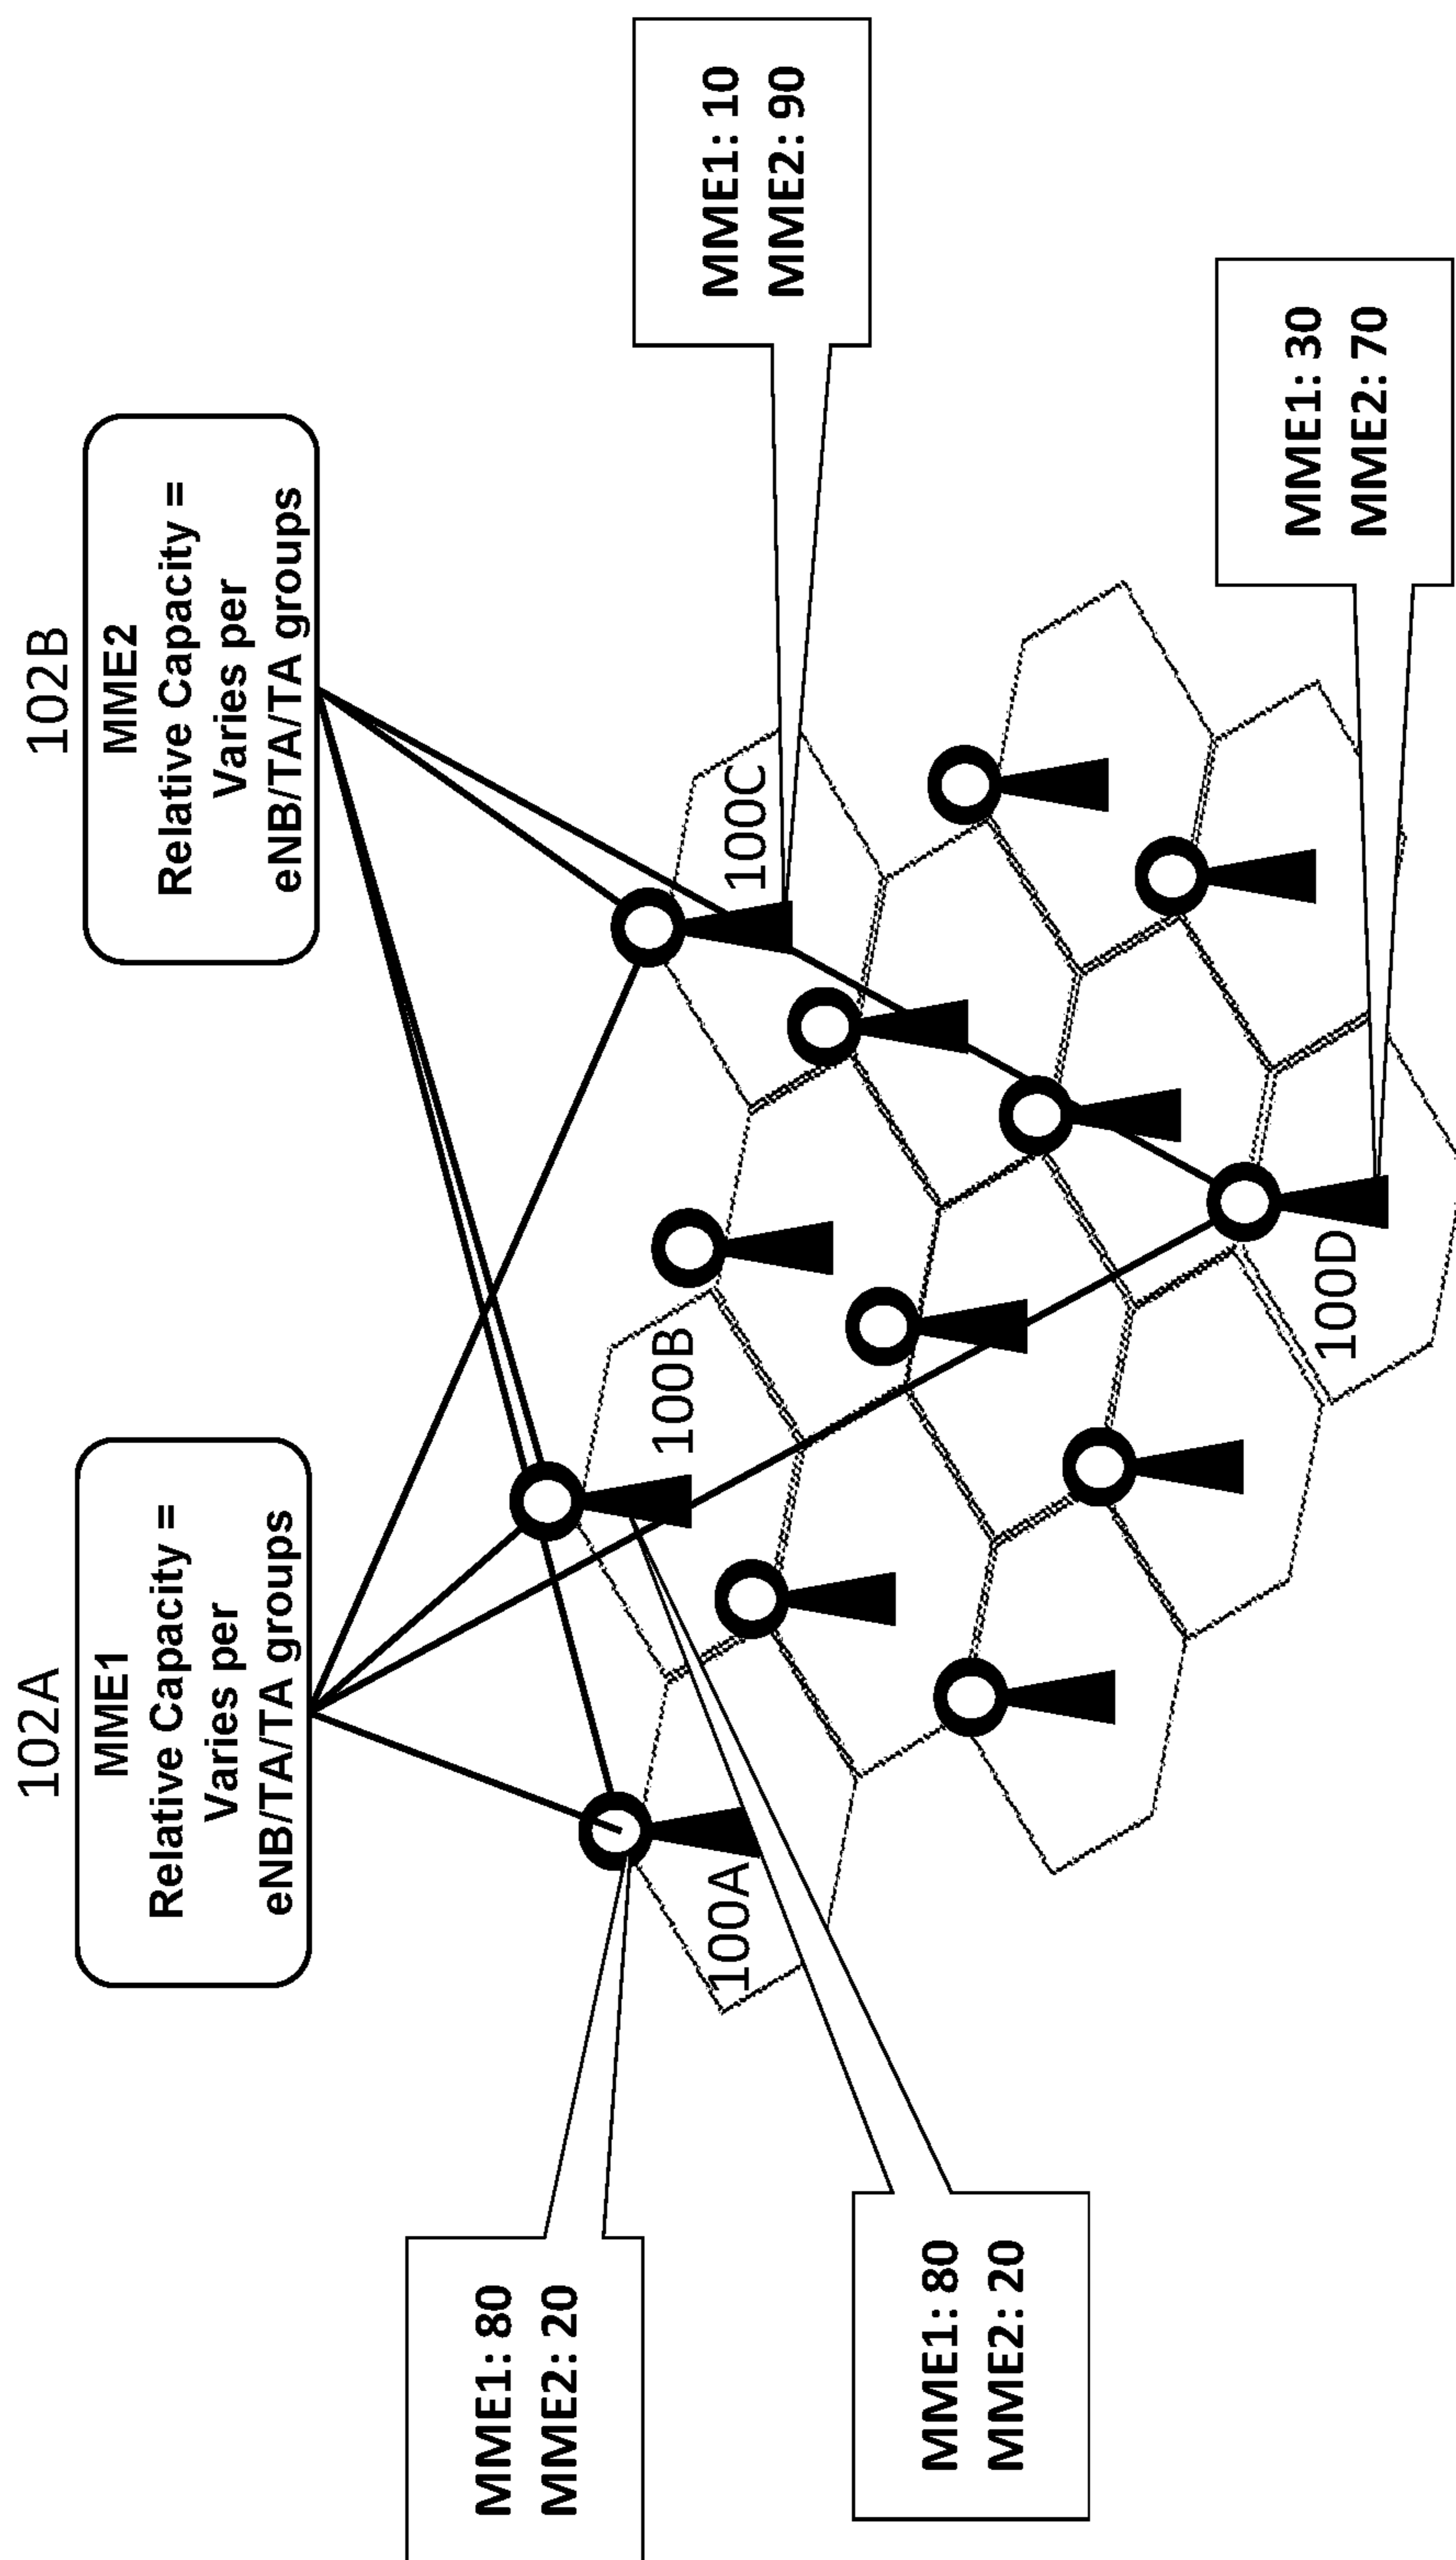 102A
MME1
Relative Capacity =
Varies per
eNB/TA/TA groups
102B
MME2
Relative Capacity =
Varies per
eNB/TA/TA groups
MME1: 80
MME2: 20
100A
MME1: 80
MME2: 20
100B
100C
MME1: 10
MME2: 90
100D
MME1: 30
MME2: 70